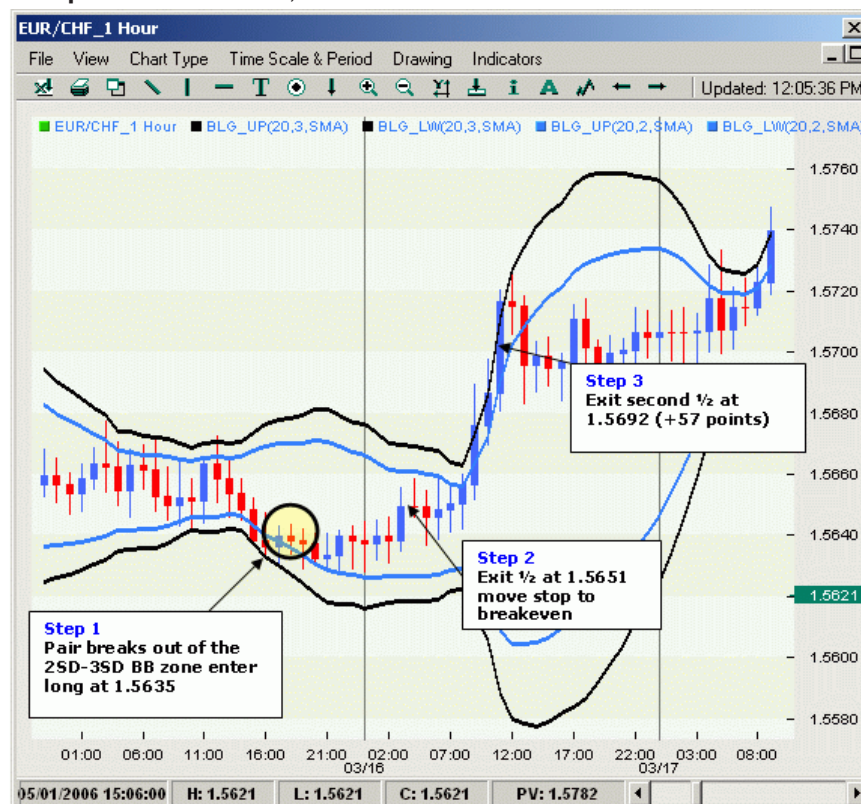 EUR/CHF_1 Hour
File View Chart Type Time Scale & Period Drawing Indicators
T i A Updated: 12:05:36 PM
EUR/CHF_1 Hour BLG_UP(20,3,SMA) BLG_LW(20,3,SMA) BLG_UP(20,2,SMA) BLG_LW(20,2,SMA)
1.5760
1.5740
1.5720
1.5700
1.5680
1.5660
1.5640
1.5621
1.5600
1.5580
Step 3
Exit second ½ at
1.5692 (+57 points)
Step 2
Exit ½ at 1.5651
move stop to
breakeven
Step 1
Pair breaks out of the
2SD-3SD BB zone enter
long at 1.5635
01:00 06:00 11:00 16:00 21:00 02:00 07:00 12:00 17:00 22:00 03:00 08:00
03/16 03/17
05/01/2006 15:06:00 H: 1.5621 L: 1.5621 C: 1.5621 PV: 1.5782